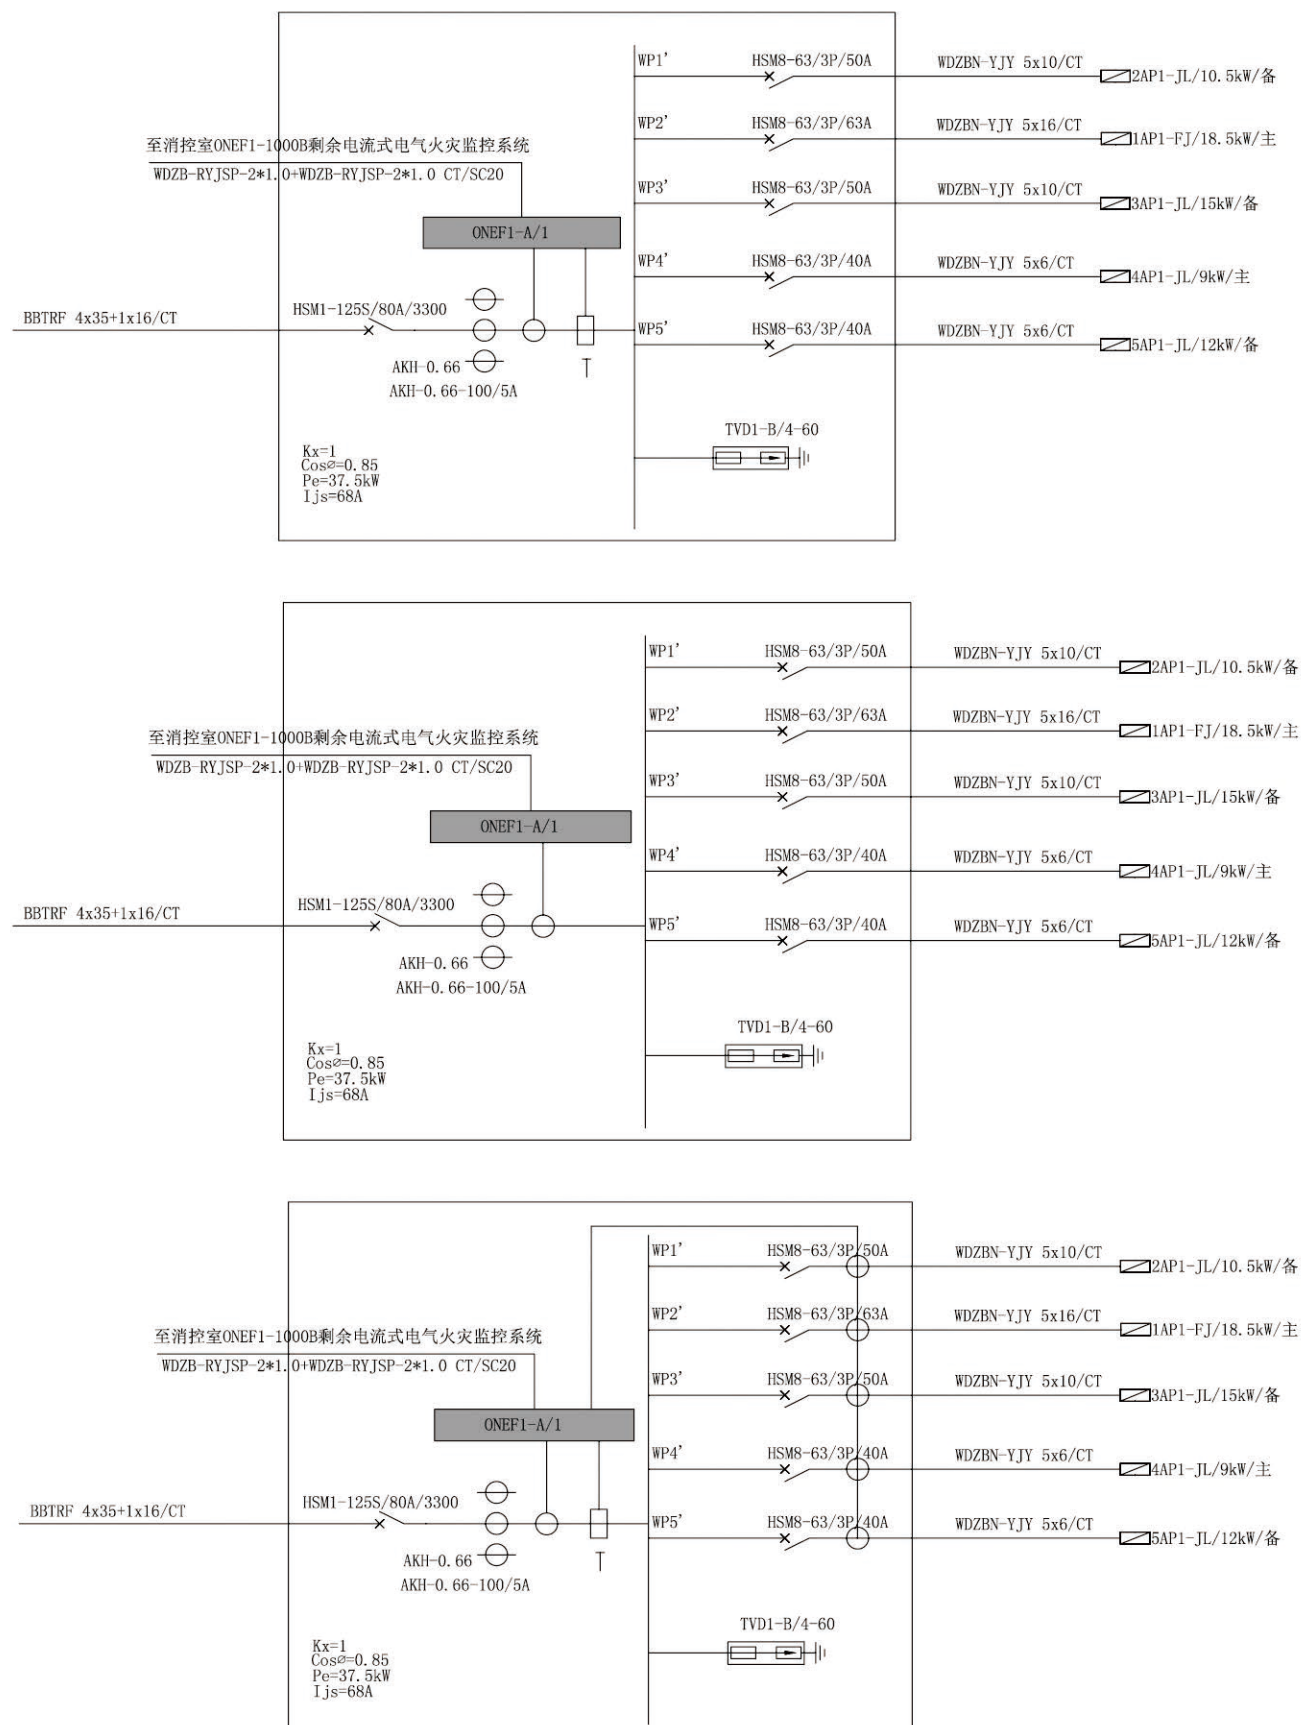 WP1' HSM8-63/3P/50A WDZBN-YJY 5x10/CT 2AP1-JL/10.5kW/备
WP2' HSM8-63/3P/63A WDZBN-YJY 5x16/CT 1AP1-FJ/18.5kW/主
至消控室ONEF1-1000B剩余电流式电气火灾监控系统
WDZB-RYJSP-2*1.0+WDZB-RYJSP-2*1.0 CT/SC20
WP3' HSM8-63/3P/50A WDZBN-YJY 5x10/CT 3AP1-JL/15kW/备
ONEF1-A/1
WP4' HSM8-63/3P/40A WDZBN-YJY 5x6/CT 4AP1-JL/9kW/主
BBTRF 4x35+1x16/CT HSM1-125S/80A/3300
WP5' HSM8-63/3P/40A WDZBN-YJY 5x6/CT 5AP1-JL/12kW/备
AKH-0.66 T
AKH-0.66-100/5A
TVD1-B/4-60
Kx=1
Cosø=0.85
Pe=37.5kW
Ijs=68A
WP1' HSM8-63/3P/50A WDZBN-YJY 5x10/CT 2AP1-JL/10.5kW/备
WP2' HSM8-63/3P/63A WDZBN-YJY 5x16/CT 1AP1-FJ/18.5kW/主
至消控室ONEF1-1000B剩余电流式电气火灾监控系统
WDZB-RYJSP-2*1.0+WDZB-RYJSP-2*1.0 CT/SC20
WP3' HSM8-63/3P/50A WDZBN-YJY 5x10/CT 3AP1-JL/15kW/备
ONEF1-A/1
WP4' HSM8-63/3P/40A WDZBN-YJY 5x6/CT 4AP1-JL/9kW/主
BBTRF 4x35+1x16/CT HSM1-125S/80A/3300
WP5' HSM8-63/3P/40A WDZBN-YJY 5x6/CT 5AP1-JL/12kW/备
AKH-0.66
AKH-0.66-100/5A
TVD1-B/4-60
Kx=1
Cosø=0.85
Pe=37.5kW
Ijs=68A
WP1' HSM8-63/3P/50A WDZBN-YJY 5x10/CT 2AP1-JL/10.5kW/备
WP2' HSM8-63/3P/63A WDZBN-YJY 5x16/CT 1AP1-FJ/18.5kW/主
至消控室ONEF1-1000B剩余电流式电气火灾监控系统
WDZB-RYJSP-2*1.0+WDZB-RYJSP-2*1.0 CT/SC20
WP3' HSM8-63/3P/50A WDZBN-YJY 5x10/CT 3AP1-JL/15kW/备
ONEF1-A/1
WP4' HSM8-63/3P/40A WDZBN-YJY 5x6/CT 4AP1-JL/9kW/主
BBTRF 4x35+1x16/CT HSM1-125S/80A/3300
WP5' HSM8-63/3P/40A WDZBN-YJY 5x6/CT 5AP1-JL/12kW/备
AKH-0.66 T
AKH-0.66-100/5A
TVD1-B/4-60
Kx=1
Cosø=0.85
Pe=37.5kW
Ijs=68A